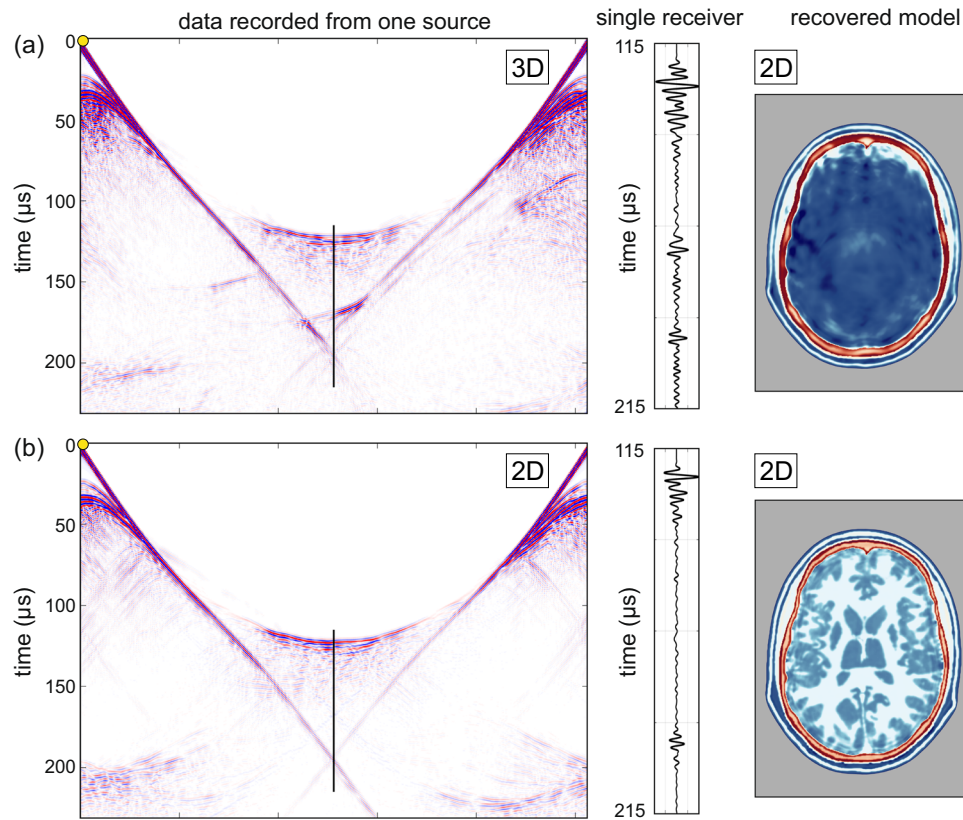 data recorded from one source
single receiver
recovered model
(a)
0
50
100
150
200
time (µs)
3D
115
215
time (µs)
2D
(b)
0
50
100
150
200
time (µs)
2D
115
215
time (µs)
2D